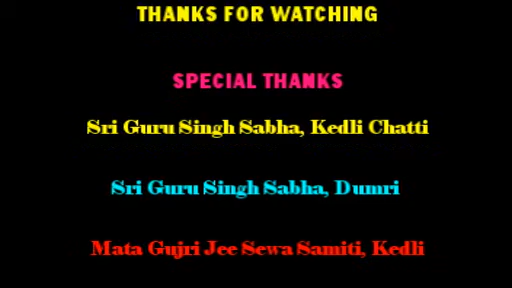 THANKS FOR WATCHING
SPECIAL THANKS
Sri Guru Singh Sabha, Kedli Chatti
Sri Guru Singh Sabha, Dumri
Mata Gujri Jee Sewa Samiti, Kedli